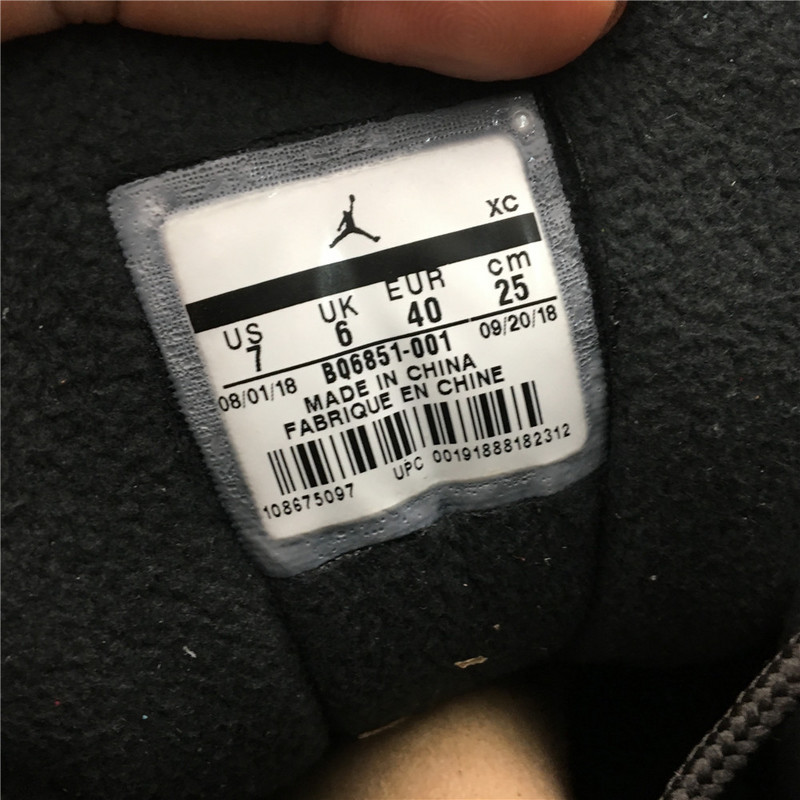 XC
US UK EUR cm
7 6 40 25
08/01/18 BQ6851-001 09/20/18
MADE IN CHINA
FABRIQUE EN CHINE
108675097 UPC 00191888182312